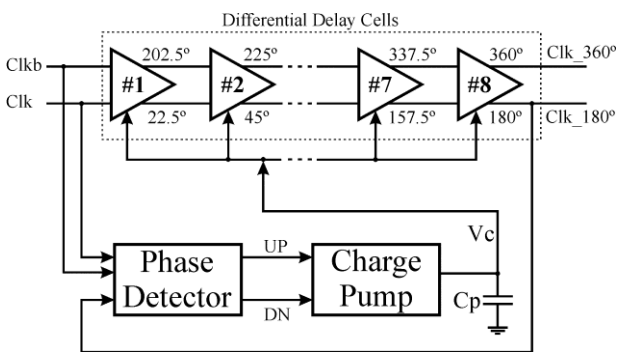 Differential Delay Cells
Clkb
Clk
#1
202.5º
22.5º
#2
225º
45º
#7
337.5º
157.5º
#8
360º
180º
Clk_360º
Clk_180º
Vc
Phase
Detector
UP
DN
Charge
Pump
Cp